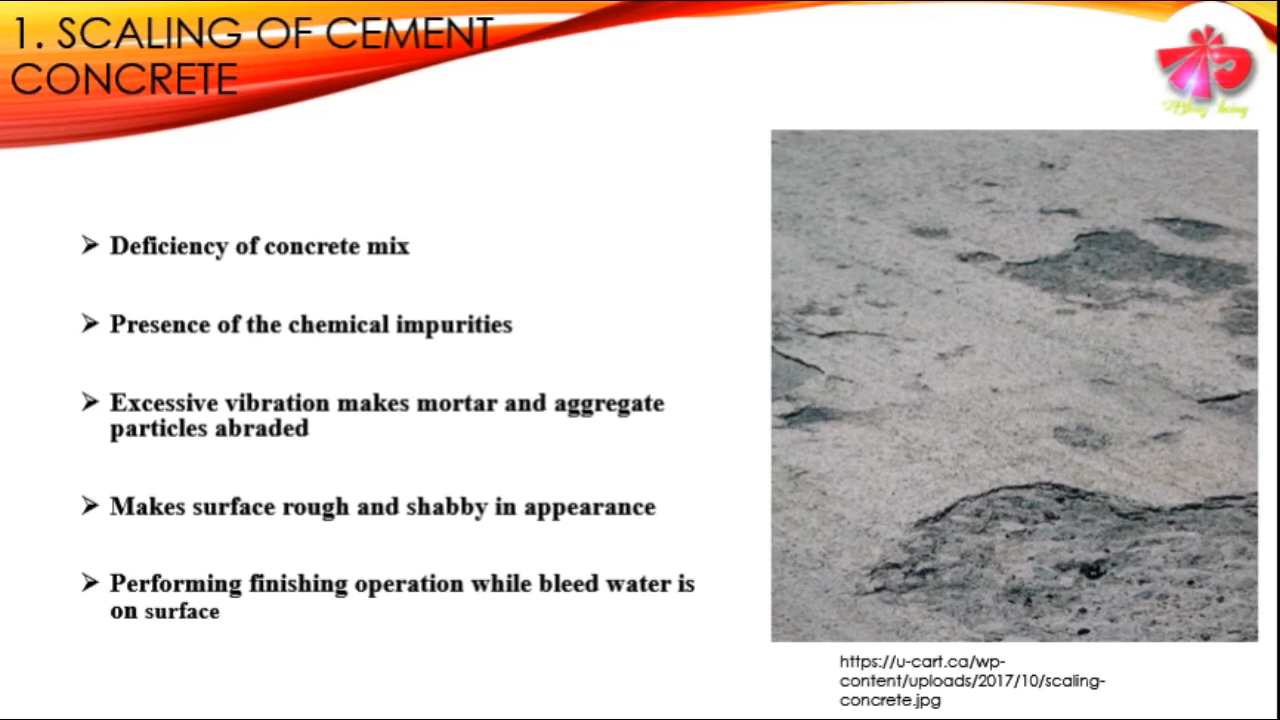 1. SCALING OF CEMENT
CONCRETE
Deficiency of concrete mix
Presence of the chemical impurities
Excessive vibration makes mortar and aggregate
particles abraded
Makes surface rough and shabby in appearance
Performing finishing operation while bleed water is
on surface
https://u-cart.ca/wp-
content/uploads/2017/10/scaling-
concrete.jpg